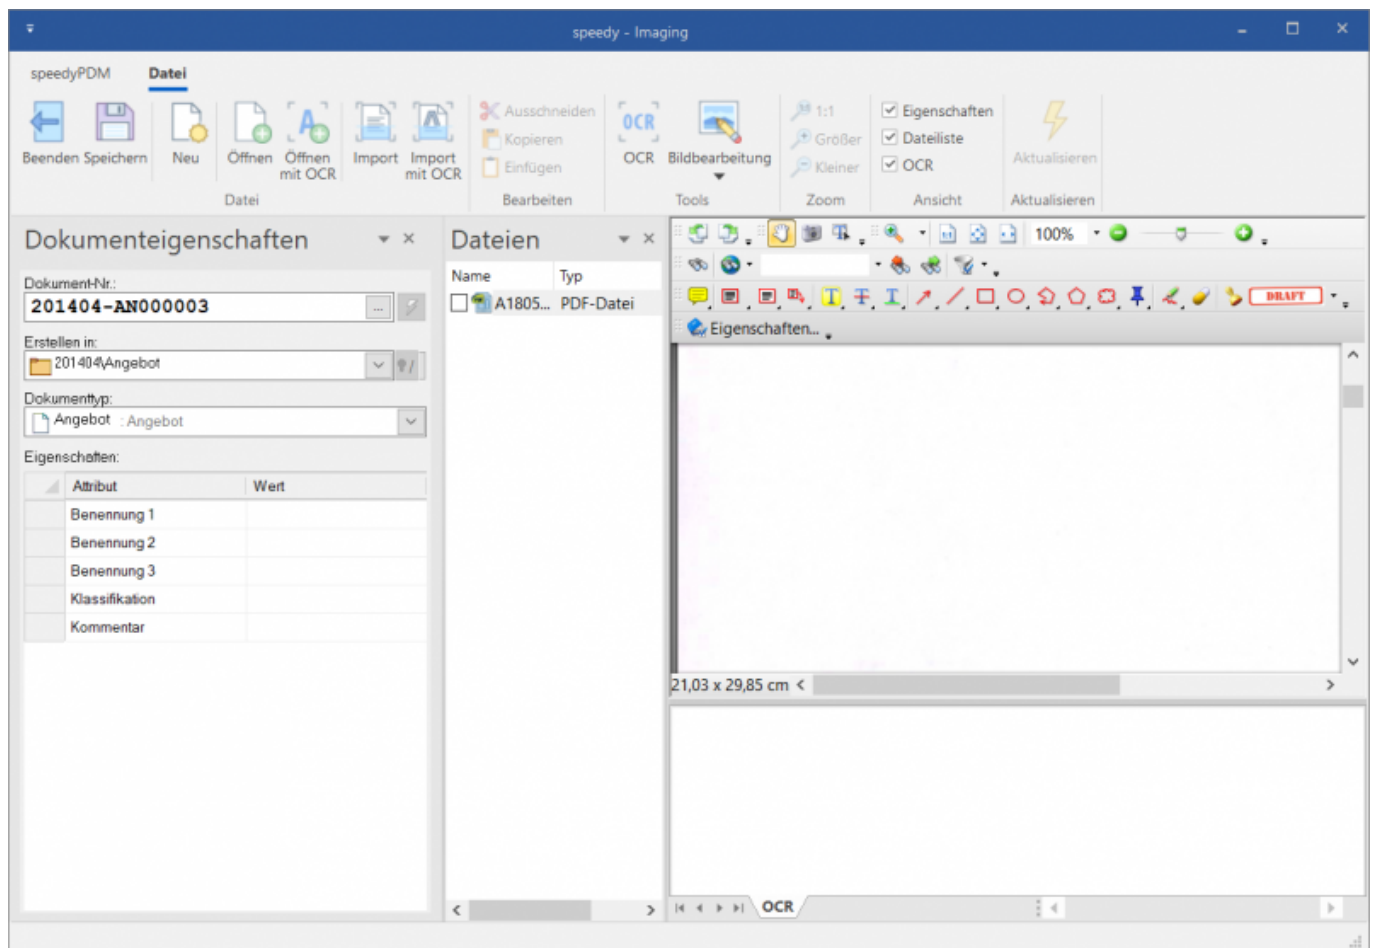 speedy - Imaging
speedyPDM Datei
Beenden Speichern Neu Öffnen Öffnen mit OCR Import Import mit OCR
Ausschneiden
Kopieren
Einfügen
OCR Bildbearbeitung
1:1
Größer
Kleiner
Eigenschaften
Dateiliste
OCR
Aktualisieren
Datei Bearbeiten Tools Zoom Ansicht Aktualisieren
Dokumenteigenschaften
Dokument-Nr.:
201404-AN000003 ...
Erstellen in:
201404\Angebot
Dokumenttyp:
Angebot : Angebot
Eigenschaften:
Attribut Wert
Benennung 1
Benennung 2
Benennung 3
Klassifikation
Kommentar
Dateien
Name Typ
A1805... PDF-Datei
100%
DRAFT
Eigenschaften...
21,03 x 29,85 cm
OCR